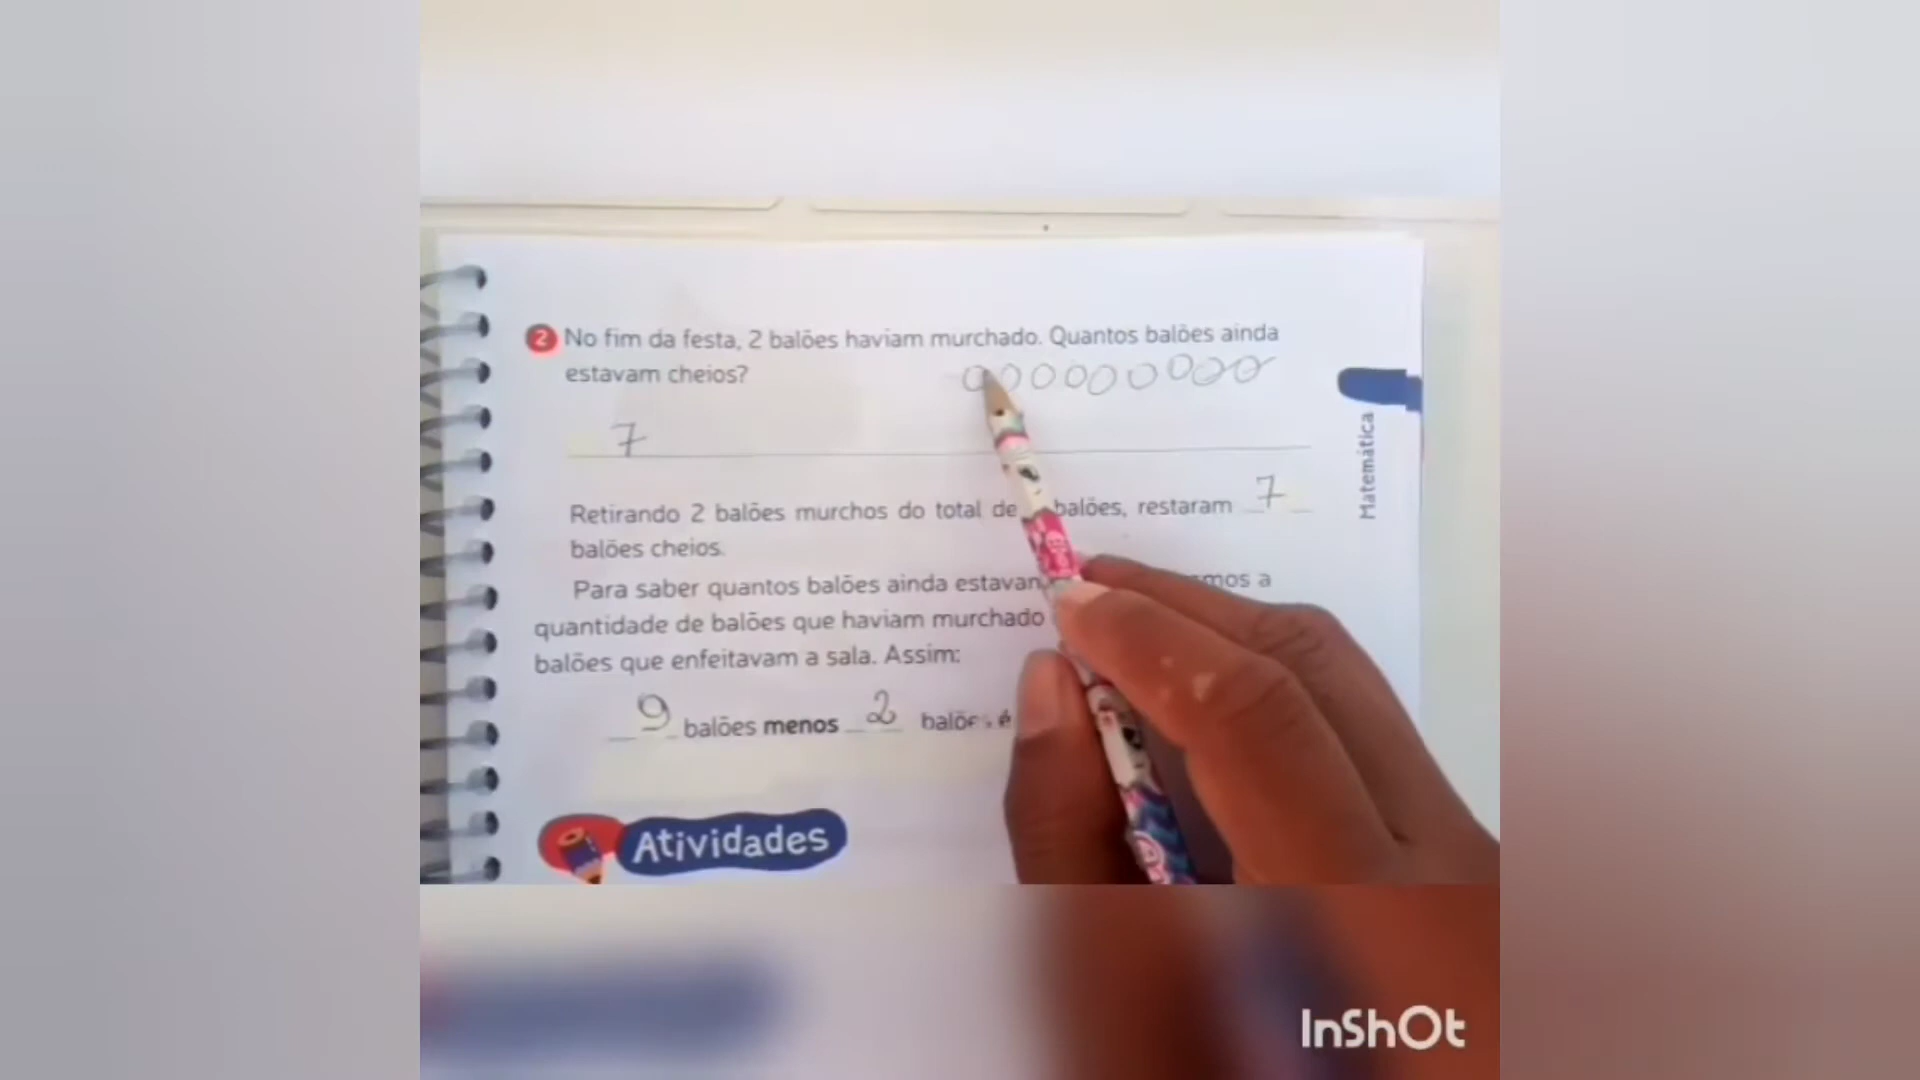 2 No fim da festa, 2 balões haviam murchado. Quantos balões ainda
estavam cheios?
7
Retirando 2 balões murchos do total de balões, restaram 7
balões cheios.
Para saber quantos balões ainda estavam mos a
quantidade de balões que haviam murchado
balões que enfeitavam a sala. Assim:
9 balões menos 2 balões é
Atividades
Matemática
InShOt